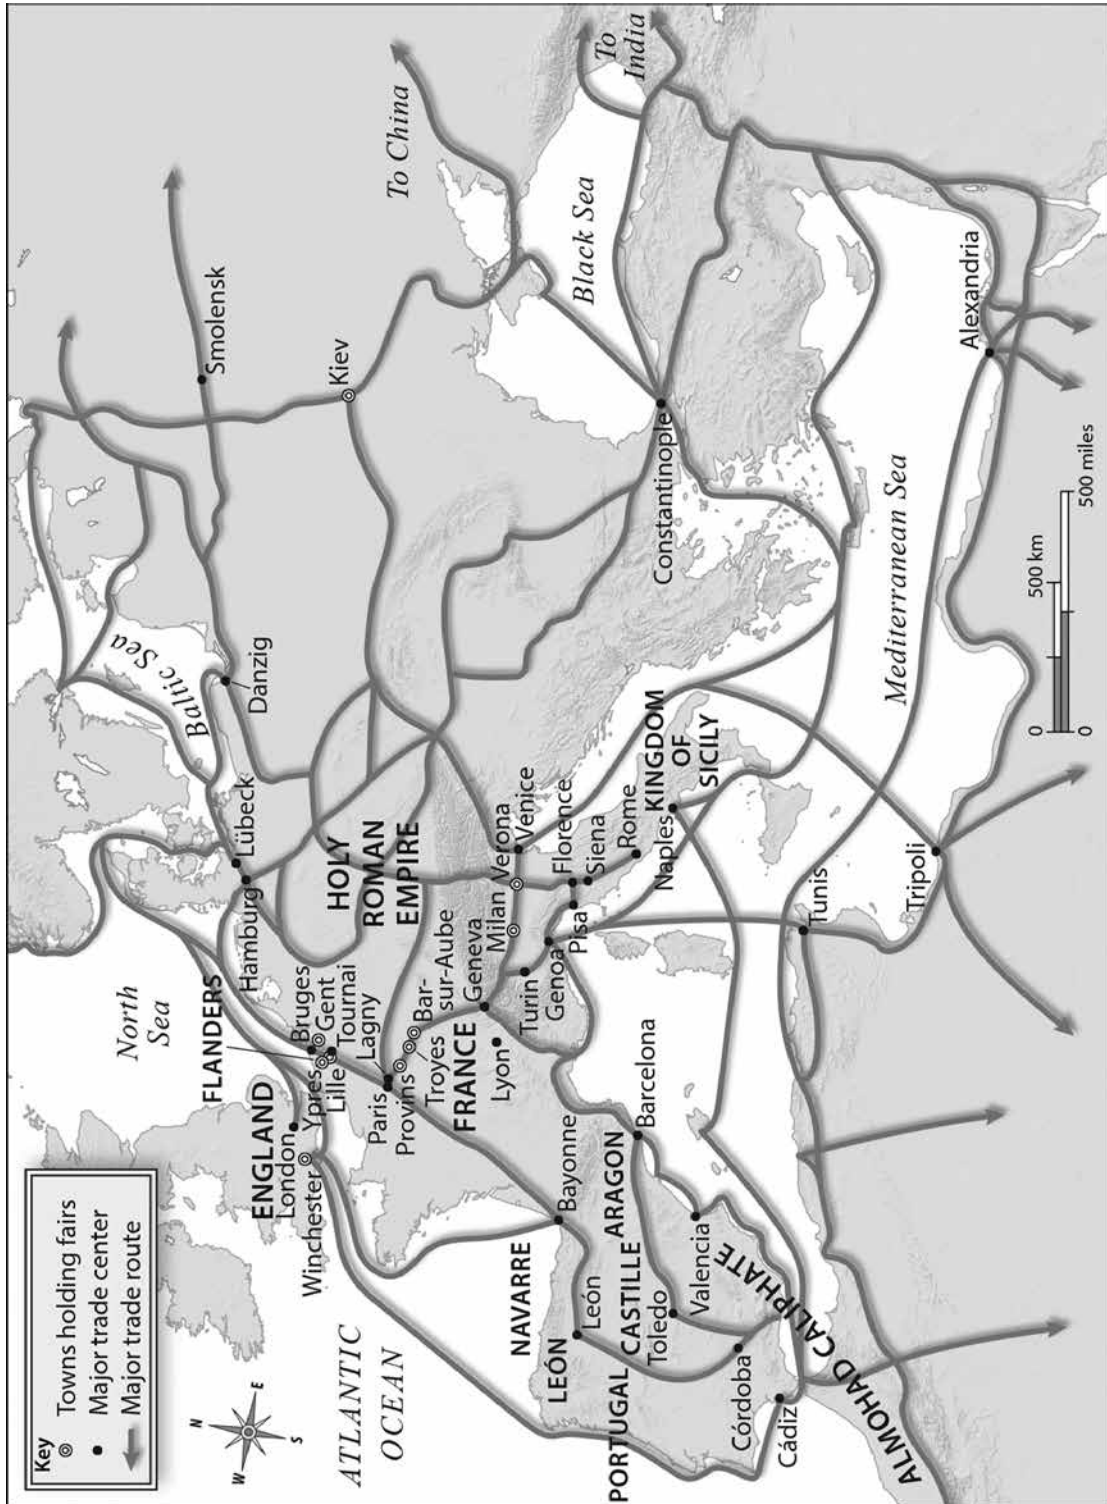 Key
Towns holding fairs
Major trade center
Major trade route
N
E
S
W
ATLANTIC
OCEAN
North
Sea
Baltic Sea
Black Sea
Mediterranean Sea
To China
To
India
ENGLAND
London
Winchester
FLANDERS
Bruges
Gent
Ypres
Tournai
Lille
Lagny
Paris
Provins
Bar-
sur-Aube
Troyes
FRANCE
Geneva
Lyon
Bayonne
Hamburg
Lübeck
Danzig
Smolensk
Kiev
HOLY
ROMAN
EMPIRE
Milan
Verona
Venice
Turin
Genoa
Pisa
Florence
Siena
Rome
Naples
KINGDOM
OF
SICILY
Constantinople
Alexandria
Tripoli
Tunis
NAVARRE
LEÓN
León
PORTUGAL
CASTILLE
ARAGON
Barcelona
Toledo
Valencia
Córdoba
Cádiz
ALMOHAD CALIPHATE
0
500 km
0
500 miles